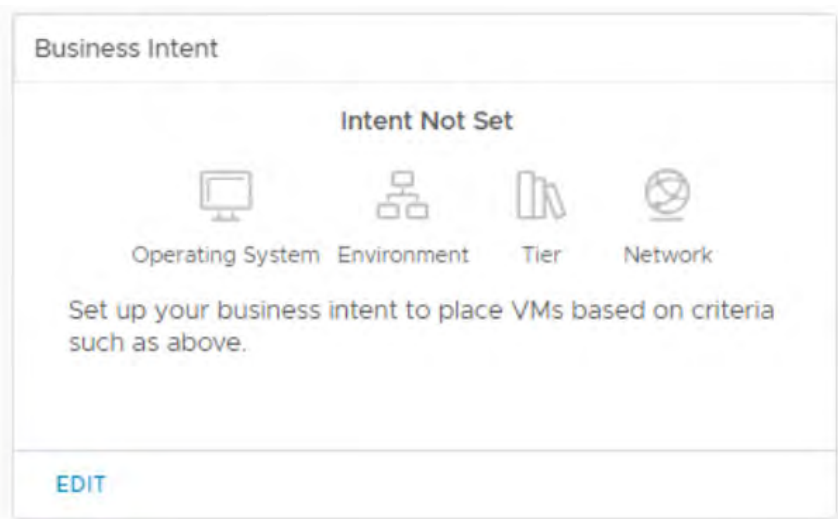 Business Intent
Intent Not Set
Operating System Environment Tier Network
Set up your business intent to place VMs based on criteria
such as above.
EDIT